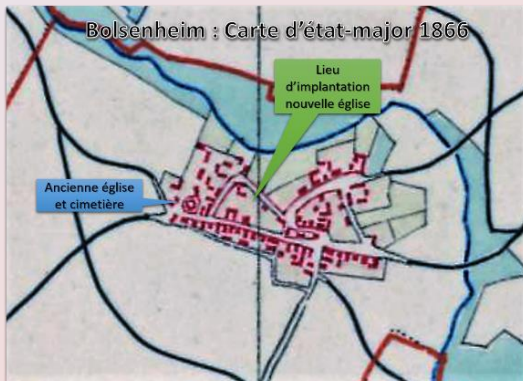 Bolsenheim : Carte d'état-major 1866
Lieu
d'implantation
nouvelle église
Ancienne église
et cimetière